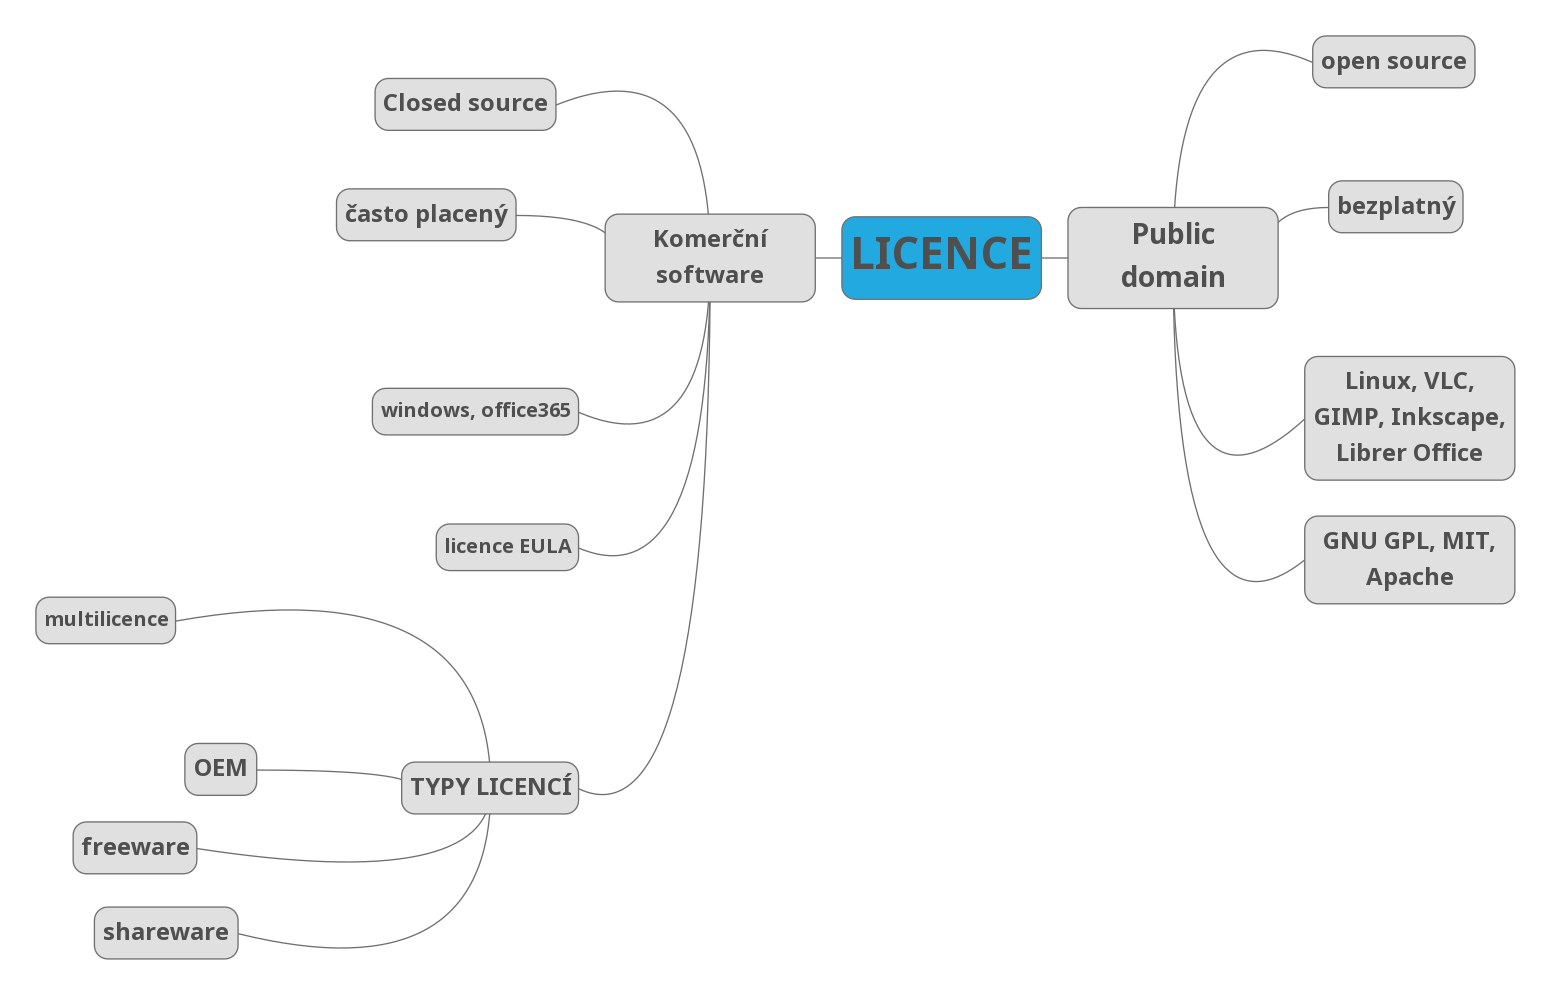 LICENCE
Komerční
software
Closed source
často placený
windows, office365
licence EULA
TYPY LICENCÍ
multilicence
OEM
freeware
shareware
Public
domain
open source
bezplatný
Linux, VLC,
GIMP, Inkscape,
Librer Office
GNU GPL, MIT,
Apache